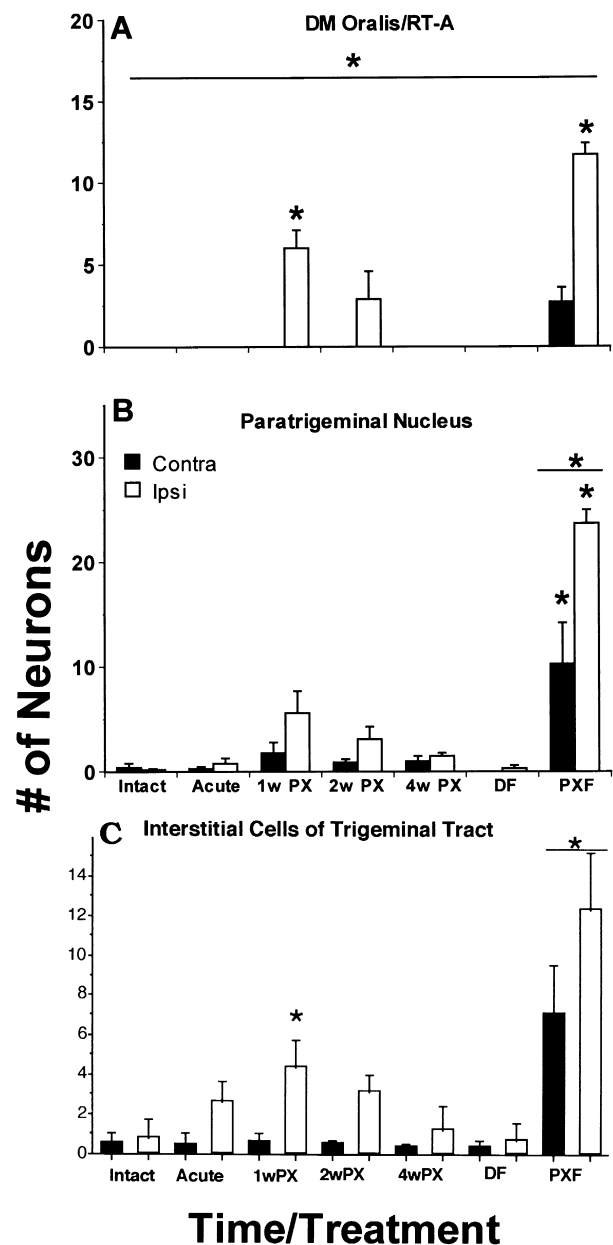 A
DM Oralis/RT-A
20
*
15
*
*
10
5
0
B
Paratrigeminal Nucleus
30
Contra
Ipsi
*
*
20
*
10
0
Intact Acute 1w PX 2w PX 4w PX DF PXF
C Interstitial Cells of Trigeminal Tract
*
14
12
10
8
*
6
4
2
0
Intact Acute 1wPX 2wPX 4wPX DF PXF
# of Neurons
Time/Treatment